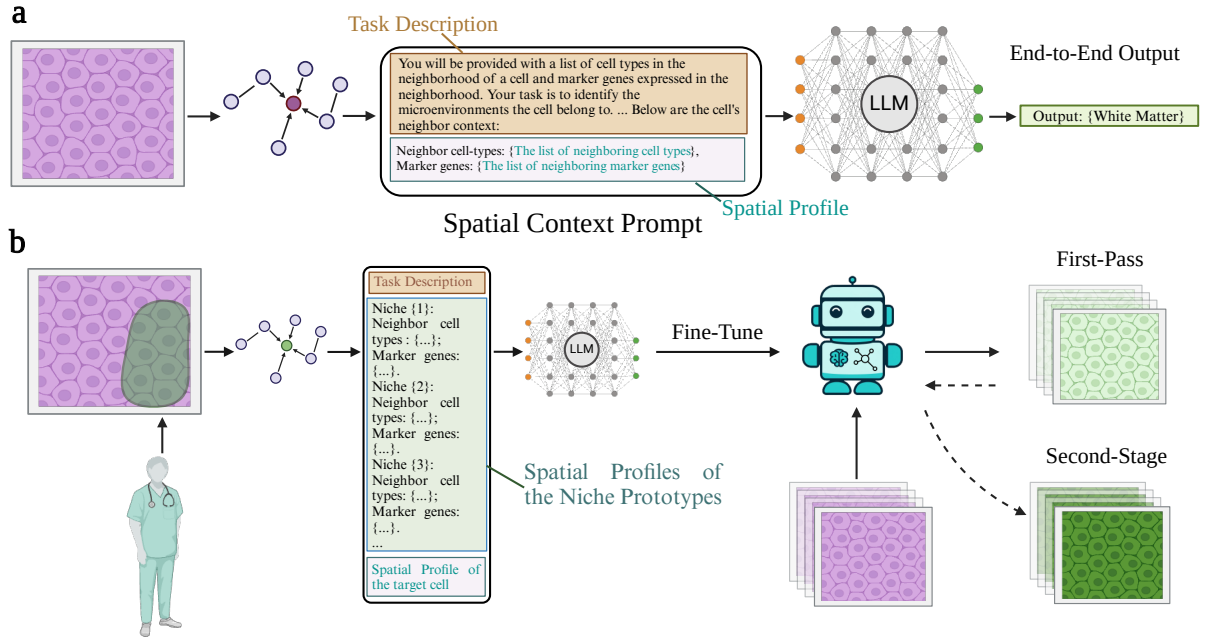 a
Task Description
You will be provided with a list of cell types in the
neighborhood of a cell and marker genes expressed in the
neighborhood. Your task is to identify the
microenvironments the cell belong to. ... Below are the cell's
neighbor context:
Neighbor cell-types: {The list of neighboring cell types},
Marker genes: {The list of neighboring marker genes}
Spatial Profile
Spatial Context Prompt
LLM
End-to-End Output
Output: {White Matter}
b
Task Description
Niche {1}:
Neighbor cell
types : {...};
Marker genes:
{...}.
Niche {2}:
Neighbor cell
types: {...};
Marker genes:
{...}.
Niche {3}:
Neighbor cell
types: {...};
Marker genes:
{...}.
...
Spatial Profile of
the target cell
LLM
Spatial Profiles of
the Niche Prototypes
Fine-Tune
First-Pass
Second-Stage